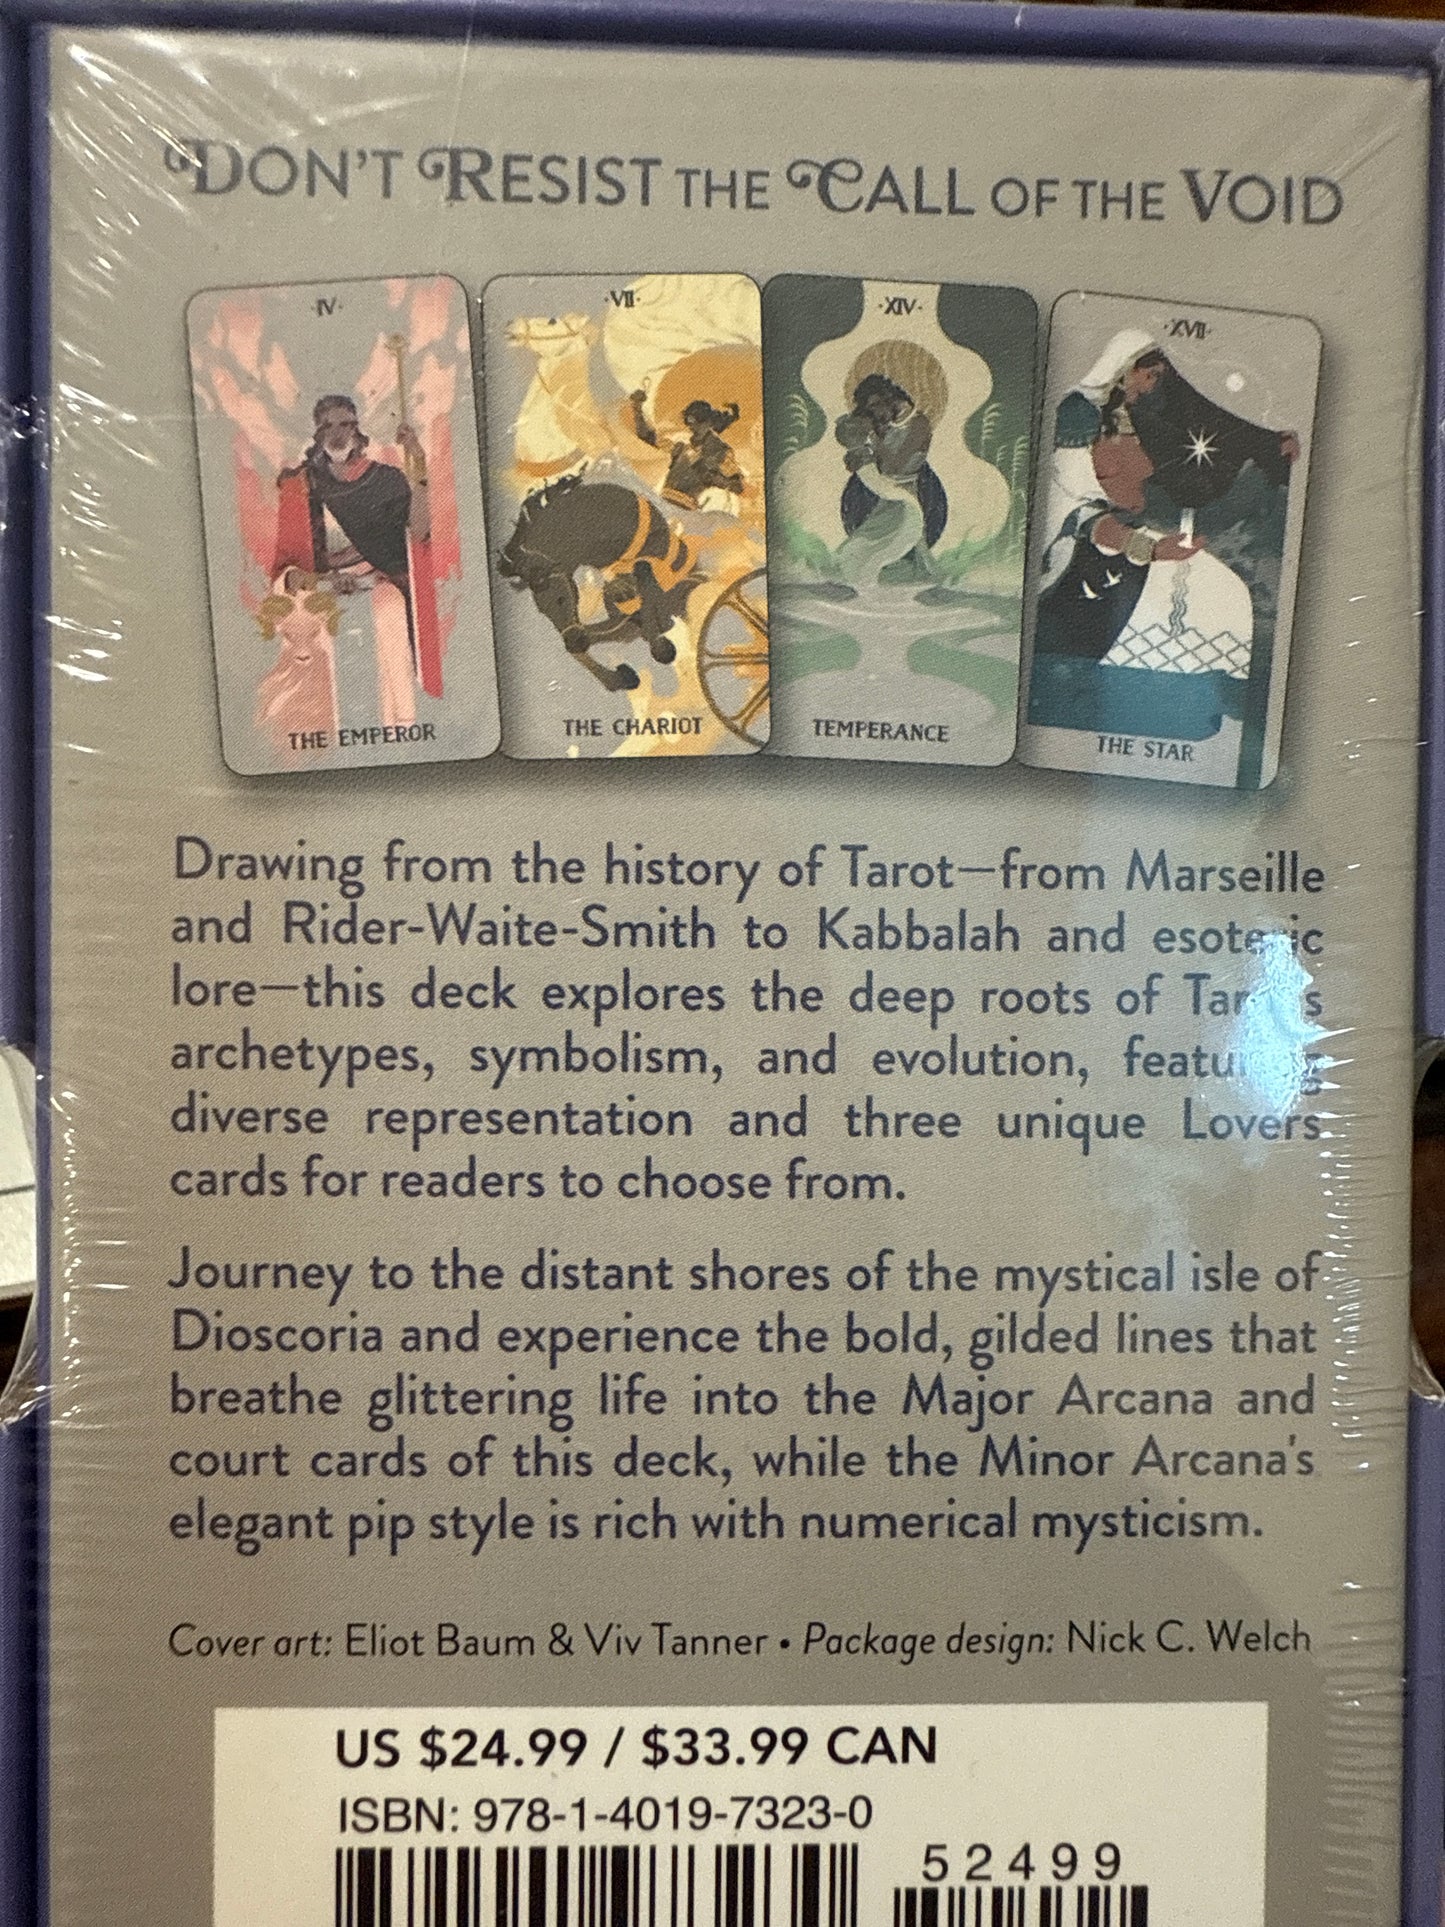 DON'T RESIST THE CALL OF THE VOID
·IV·
THE EMPEROR
·VII·
THE CHARIOT
·XIV·
TEMPERANCE
·XVII·
THE STAR
Drawing from the history of Tarot—from Marseille
and Rider-Waite-Smith to Kabbalah and esoteric
lore—this deck explores the deep roots of Tarot's
archetypes, symbolism, and evolution, featuring
diverse representation and three unique Lovers
cards for readers to choose from.
Journey to the distant shores of the mystical isle of
Dioscoria and experience the bold, gilded lines that
breathe glittering life into the Major Arcana and
court cards of this deck, while the Minor Arcana's
elegant pip style is rich with numerical mysticism.
Cover art: Eliot Baum & Viv Tanner • Package design: Nick C. Welch
US $24.99 / $33.99 CAN
ISBN: 978-1-4019-7323-0
52499